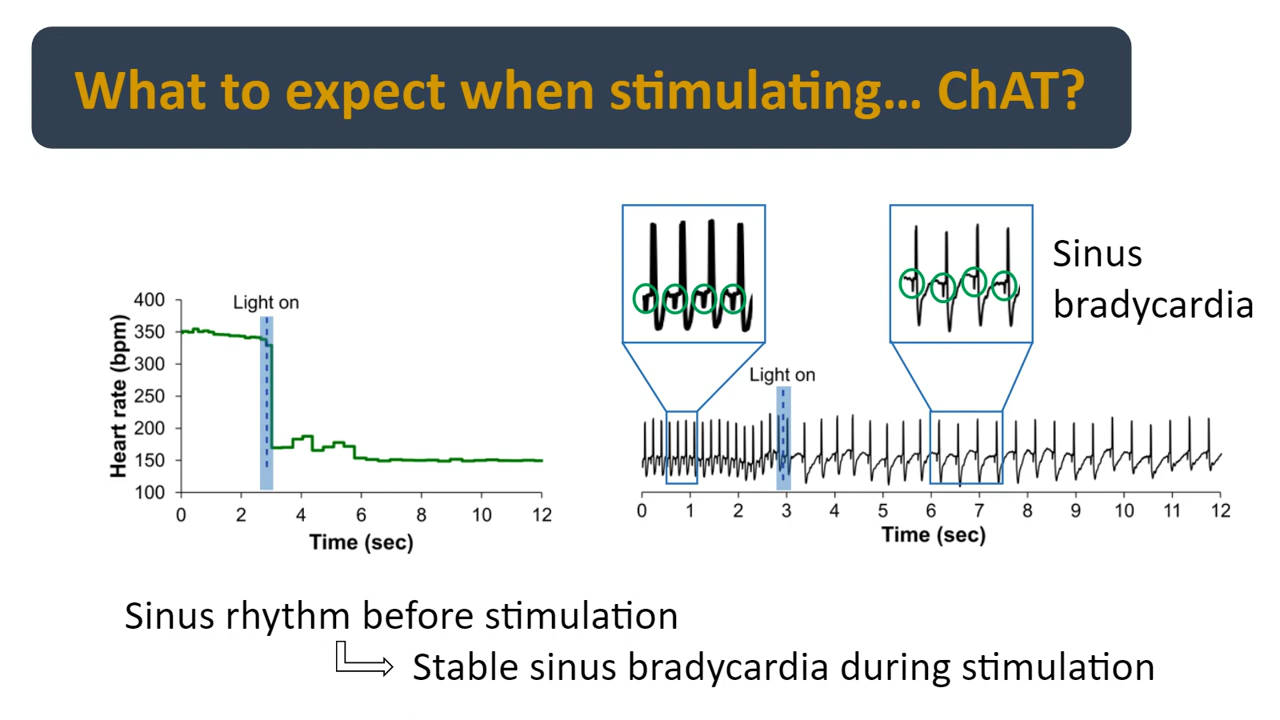 What to expect when stimulating... ChAT?
Light on
400
350
300
250
200
150
100
Heart rate (bpm)
0 2 4 6 8 10 12
Time (sec)
Sinus
bradycardia
Light on
0 1 2 3 4 5 6 7 8 9 10 11 12
Time (sec)
Sinus rhythm before stimulation
Stable sinus bradycardia during stimulation